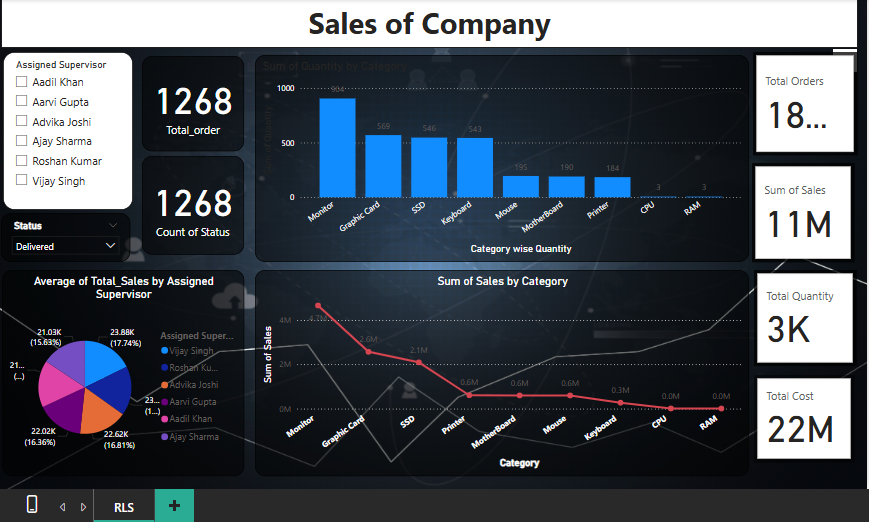 Sales of Company
Assigned Supervisor
Aadil Khan
Aarvi Gupta
Advika Joshi
Ajay Sharma
Roshan Kumar
Vijay Singh
Status
Delivered
1268
Total_order
1268
Count of Status
Sum of Quantity by Category
1000
500
0
904
569
546
543
195
190
184
3
3
Monitor
Graphic Card
SSD
Keyboard
Mouse
MotherBoard
Printer
CPU
RAM
Category wise Quantity
Total Orders
18...
Sum of Sales
11M
Total Quantity
3K
Total Cost
22M
Average of Total_Sales by Assigned
Supervisor
21.03K
(15.63%)
23.88K
(17.74%)
21...
(...)
23...
(1...)
22.02K
(16.36%)
22.62K
(16.81%)
Assigned Super...
Vijay Singh
Roshan Ku...
Advika Joshi
Aarvi Gupta
Aadil Khan
Ajay Sharma
Sum of Sales by Category
Sum of Sales
4M
2M
0M
4.7M
2.6M
2.1M
0.6M
0.6M
0.6M
0.3M
0.0M
0.0M
Monitor
Graphic Card
SSD
Printer
MotherBoard
Mouse
Keyboard
CPU
RAM
Category
RLS
+